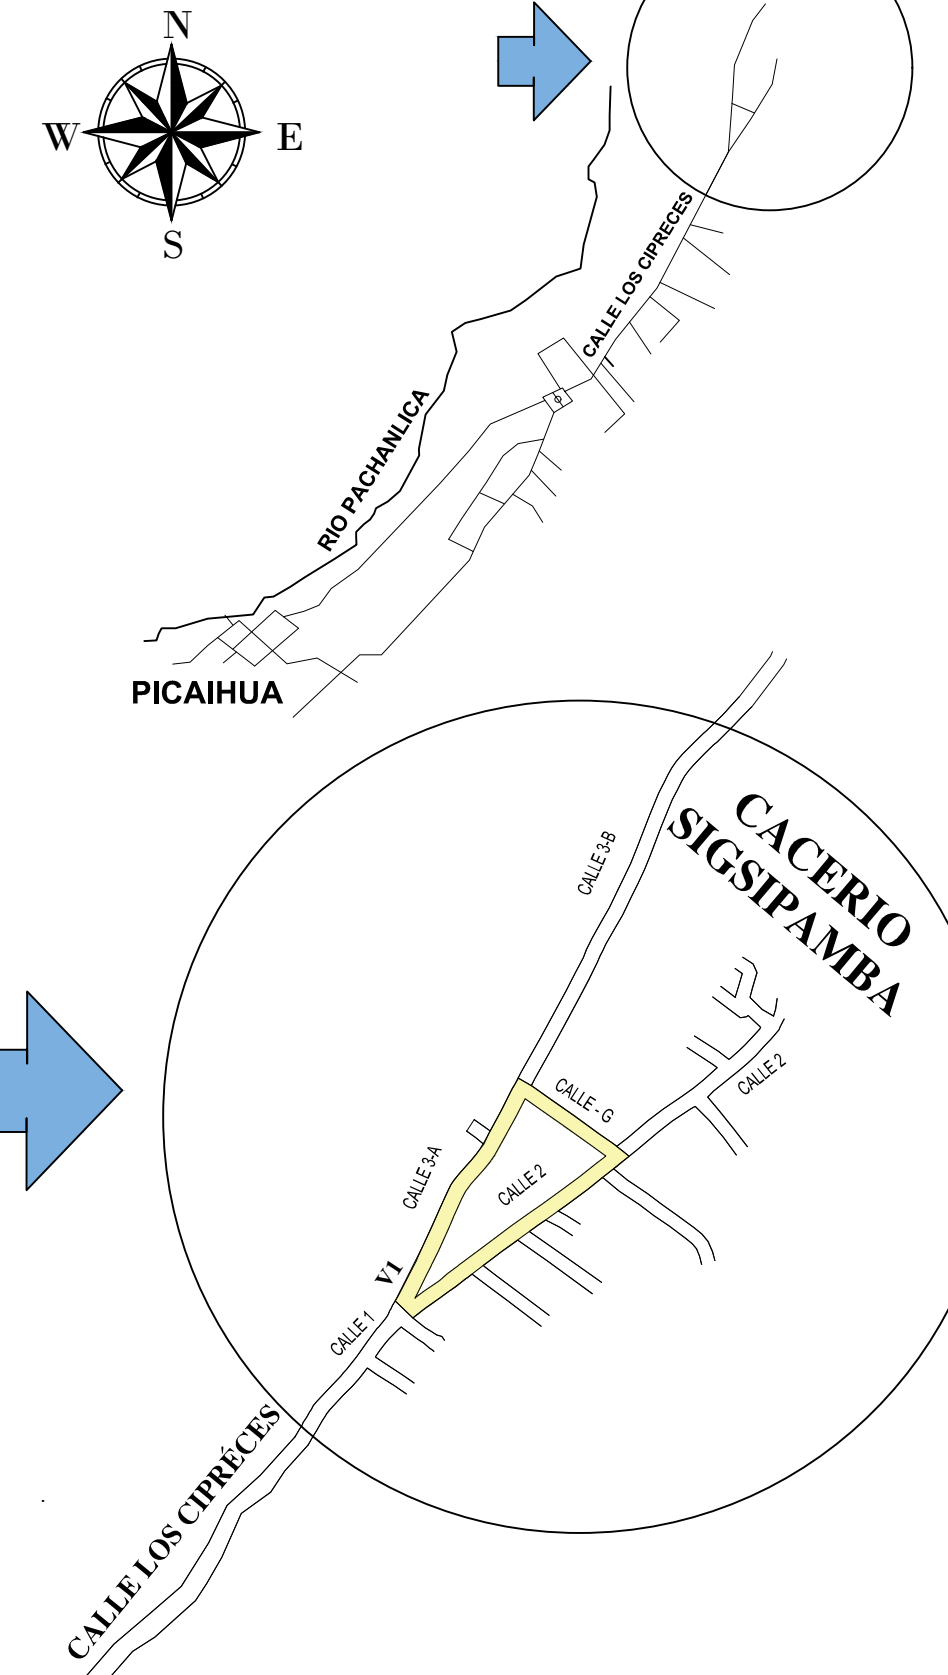 N
W
E
S
CALLE LOS CIPRECES
RIO PACHANLICA
PICAIHUA
CACERIO
SIGSIPAMBA
CALLE 3-B
CALLE - G
CALLE 2
CALLE 3-A
CALLE 2
V1
CALLE 1
CALLE LOS CIPRÉCES